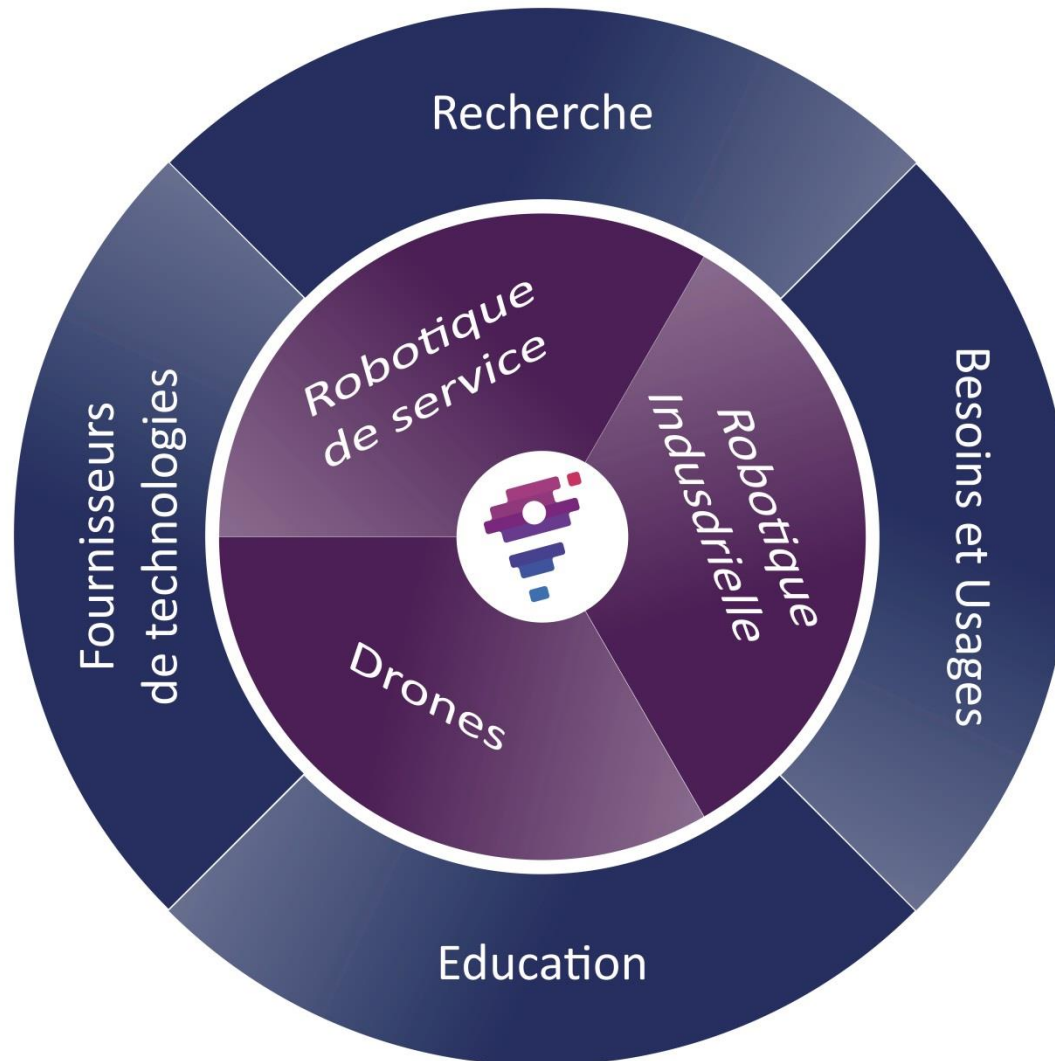 Recherche
Robotique
de service
Robotique
Indusdrielle
Besoins et Usages
Fournisseurs
de technologies
Drones
Education